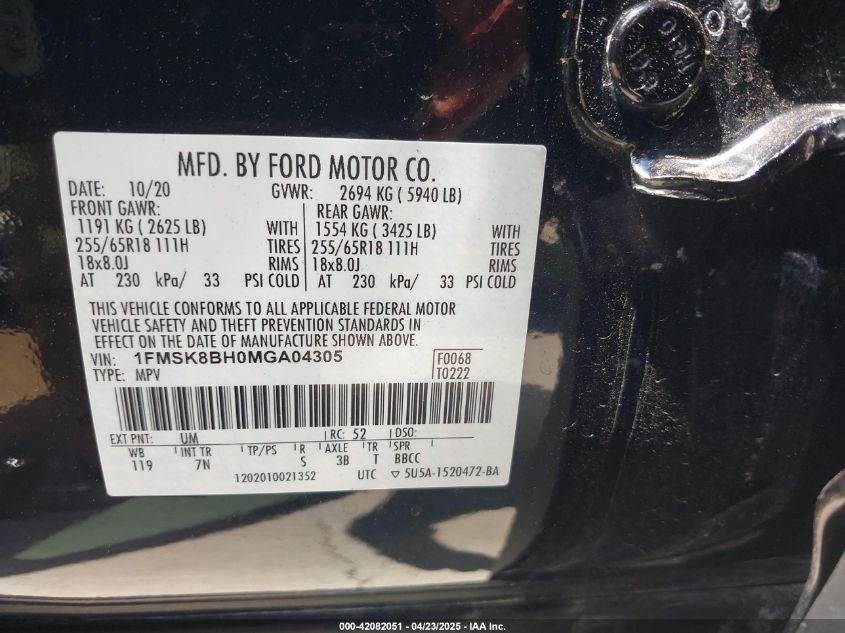 MFD. BY FORD MOTOR CO.
DATE: 10/20 GVWR: 2694 KG ( 5940 LB)
FRONT GAWR: REAR GAWR:
1191 KG ( 2625 LB) WITH 1554 KG ( 3425 LB) WITH
255/65R18 111H TIRES 255/65R18 111H TIRES
18x8.0J RIMS 18x8.0J RIMS
AT 230 kPa/ 33 PSI COLD AT 230 kPa/ 33 PSI COLD
THIS VEHICLE CONFORMS TO ALL APPLICABLE FEDERAL MOTOR
VEHICLE SAFETY AND THEFT PREVENTION STANDARDS IN
EFFECT ON THE DATE OF MANUFACTURE SHOWN ABOVE.
VIN: 1FMSK8BH0MGA04305 F0068
TYPE: MPV T0222
EXT PNT: UM RC: 52 DSO:
WB INT TR TP/PS R AXLE TR SPR
119 7N S 3B T BBCC
1202010021352 UTC ▽ 5U5A-1520472-BA
000-42082051 - 04/23/2025 - IAA Inc.